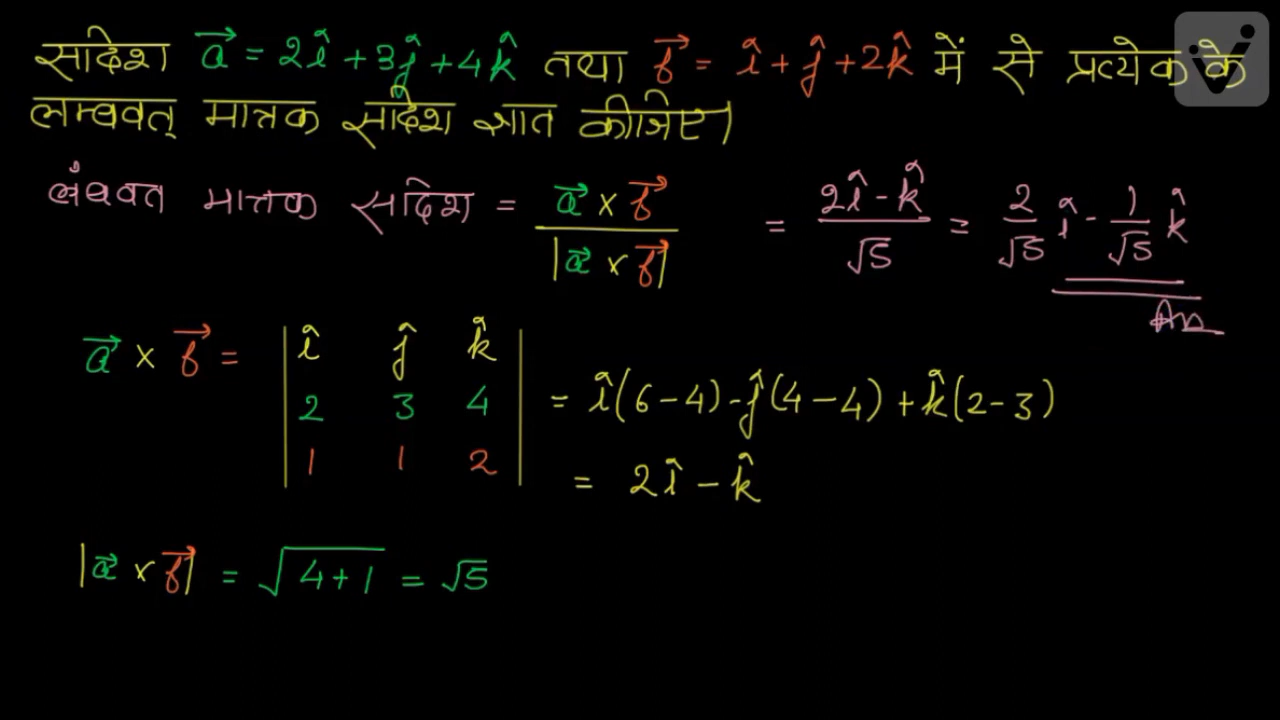 सदिश a⃗ = 2î + 3ĵ + 4k̂ तथा b⃗ = î + ĵ + 2k̂ में से प्रत्येक के
लम्बवत् मात्रक सदिश ज्ञात कीजिए।
लंबवत मात्रक सदिश = (a⃗ × b⃗) / |a⃗ × b⃗| = (2î - k̂) / √5 = 2/√5 î - 1/√5 k̂
Ans
a⃗ × b⃗ = | î ĵ k̂ |
| 2 3 4 | = î(6-4) - ĵ(4-4) + k̂(2-3)
| 1 1 2 | = 2î - k̂
|a⃗ × b⃗| = √(4+1) = √5